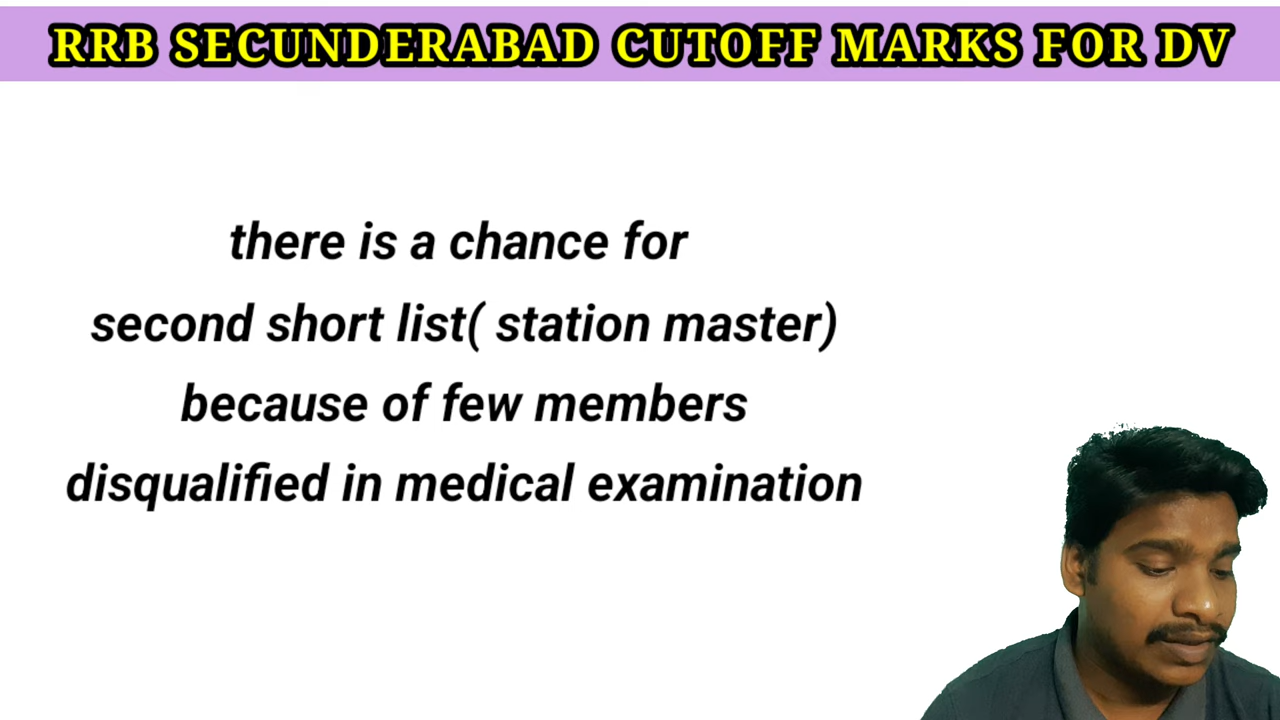 RRB SECUNDERABAD CUTOFF MARKS FOR DV
there is a chance for
second short list( station master)
because of few members
disqualified in medical examination